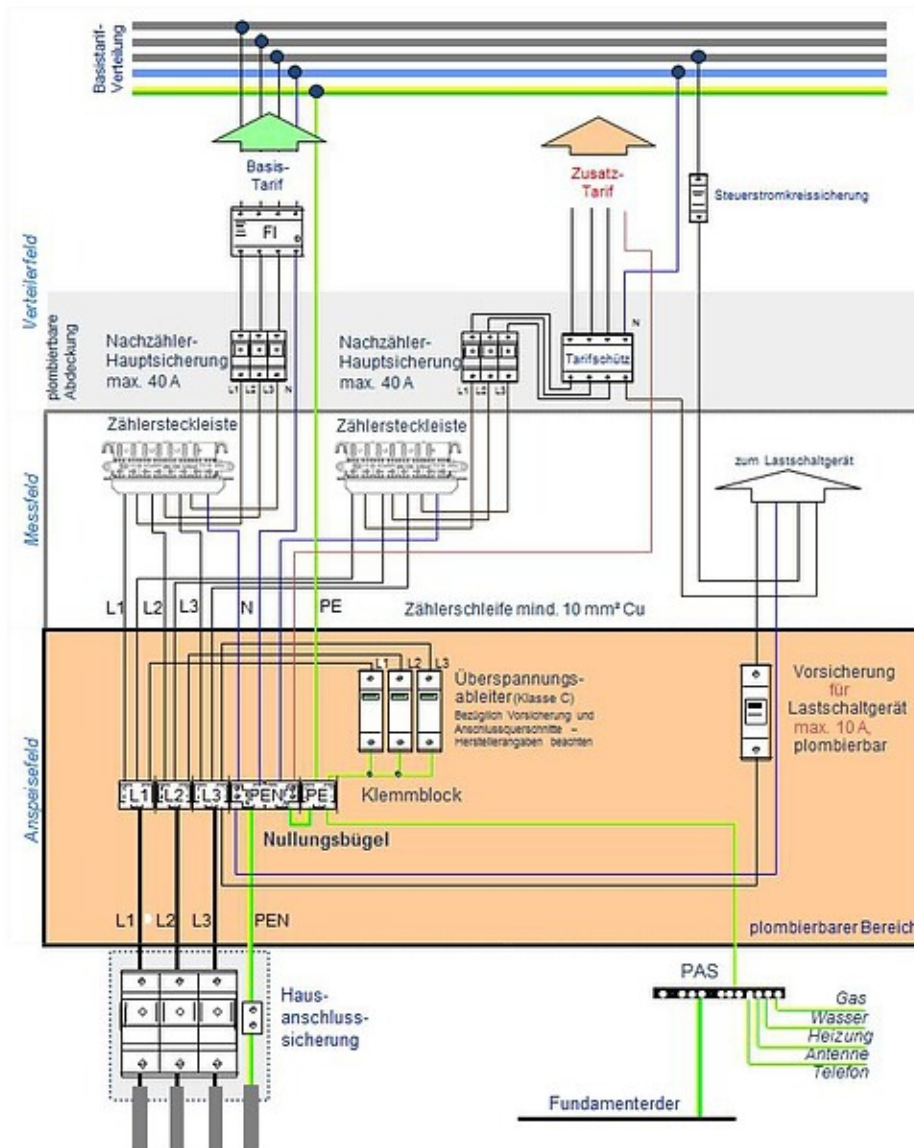 Basistarif-
Verteilung
Basis-
Tarif
Zusatz-
Tarif
Steuerstromkreissicherung
FI
Verteilerfeld
plombierbare
Abdeckung
Nachzähler-
Hauptsicherung
max. 40 A
L1 L2 L3 N
Nachzähler-
Hauptsicherung
max. 40 A
L1 L2 L3
N
Tarifschütz
Messfeld
Zählersteckleiste
Zählersteckleiste
zum Lastschaltgerät
L1 L2 L3 N PE
Zählerschleife mind. 10 mm² Cu
Anspeisefeld
L1 L2 L3
Überspannungs-
ableiter (Klasse C)
Bezüglich Vorsicherung und
Anschlussquerschnitte –
Herstellerangaben beachten
Vorsicherung
für
Lastschaltgerät
max. 10 A,
plombierbar
L1 L2 L3 PEN PE
Klemmblock
Nullungsbügel
L1 L2 L3 PEN
plombierbarer Bereich
Haus-
anschluss-
sicherung
PAS
Gas
Wasser
Heizung
Antenne
Telefon
Fundamenterder